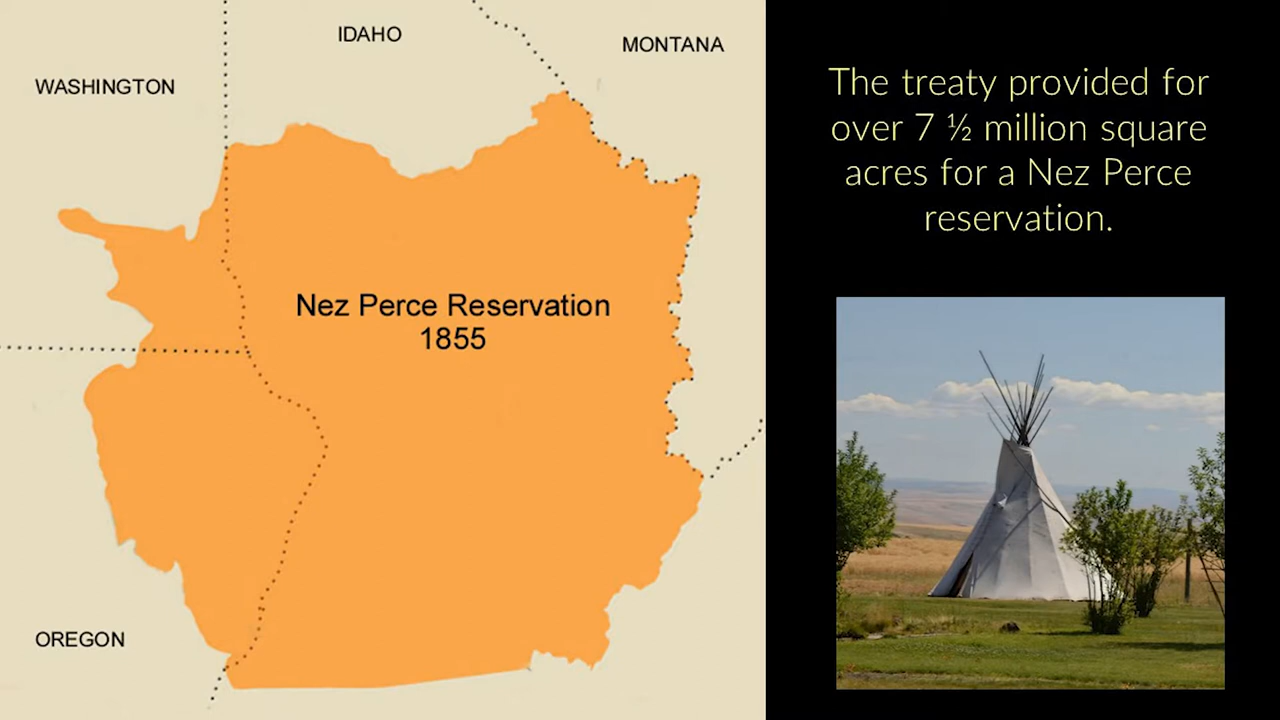 IDAHO
MONTANA
WASHINGTON
Nez Perce Reservation
1855
OREGON
The treaty provided for
over 7 ½ million square
acres for a Nez Perce
reservation.